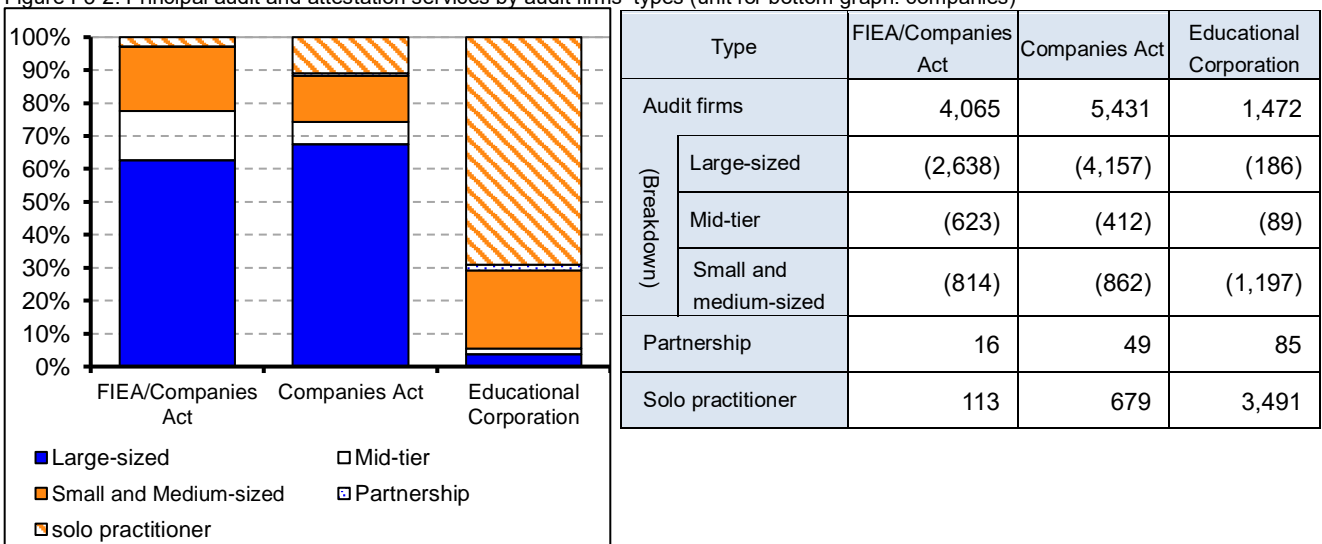 Principal audit and attestation services by audit firms' types (unit for bottom graph: companies)
100%
90%
80%
70%
60%
50%
40%
30%
20%
10%
0%
FIEA/Companies
Act
Companies Act
Educational
Corporation
Large-sized
Mid-tier
Small and Medium-sized
Partnership
solo practitioner
Type
FIEA/Companies
Act
Companies Act
Educational
Corporation
Audit firms 4,065 5,431 1,472
(Breakdown)
Large-sized (2,638) (4,157) (186)
Mid-tier (623) (412) (89)
Small and
medium-sized
(814) (862) (1,197)
Partnership 16 49 85
Solo practitioner 113 679 3,491